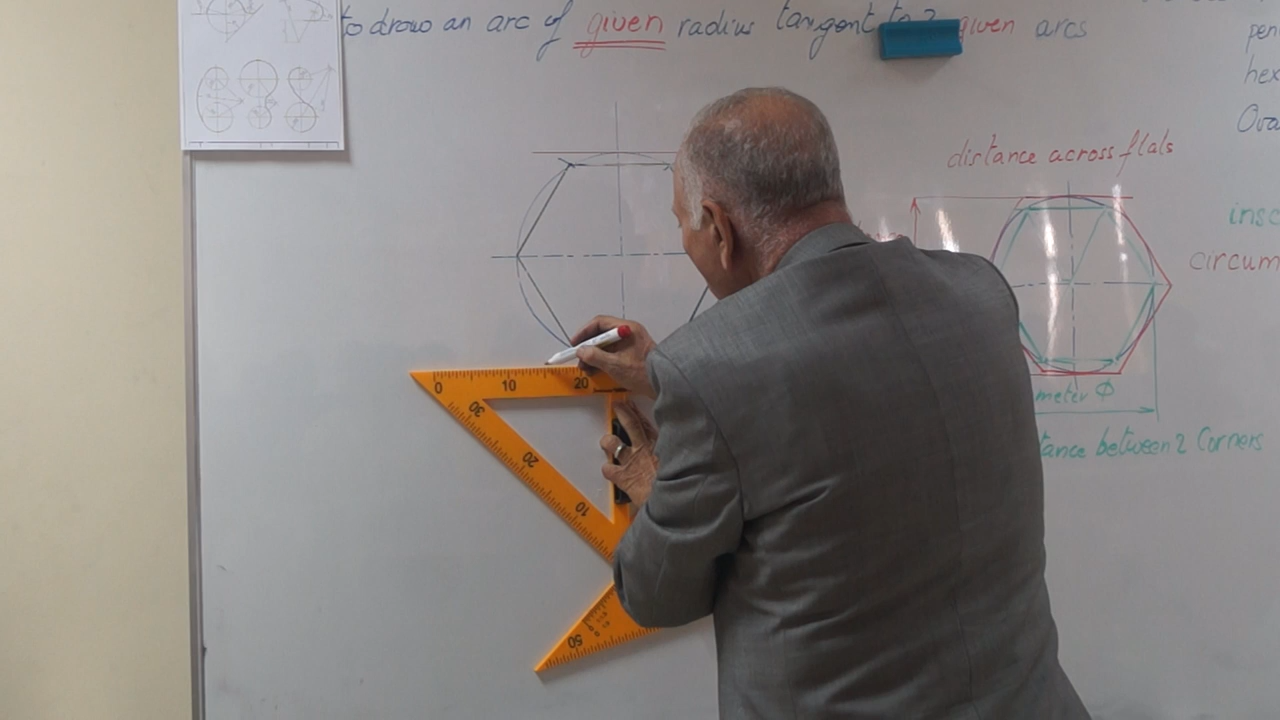 to draw an arc of given radius tangent to 2 given arcs
distance across flats
meter Φ
tance between 2 Corners
pen
hex
Ova
insc
circum
0 10 20
30
20
10
50